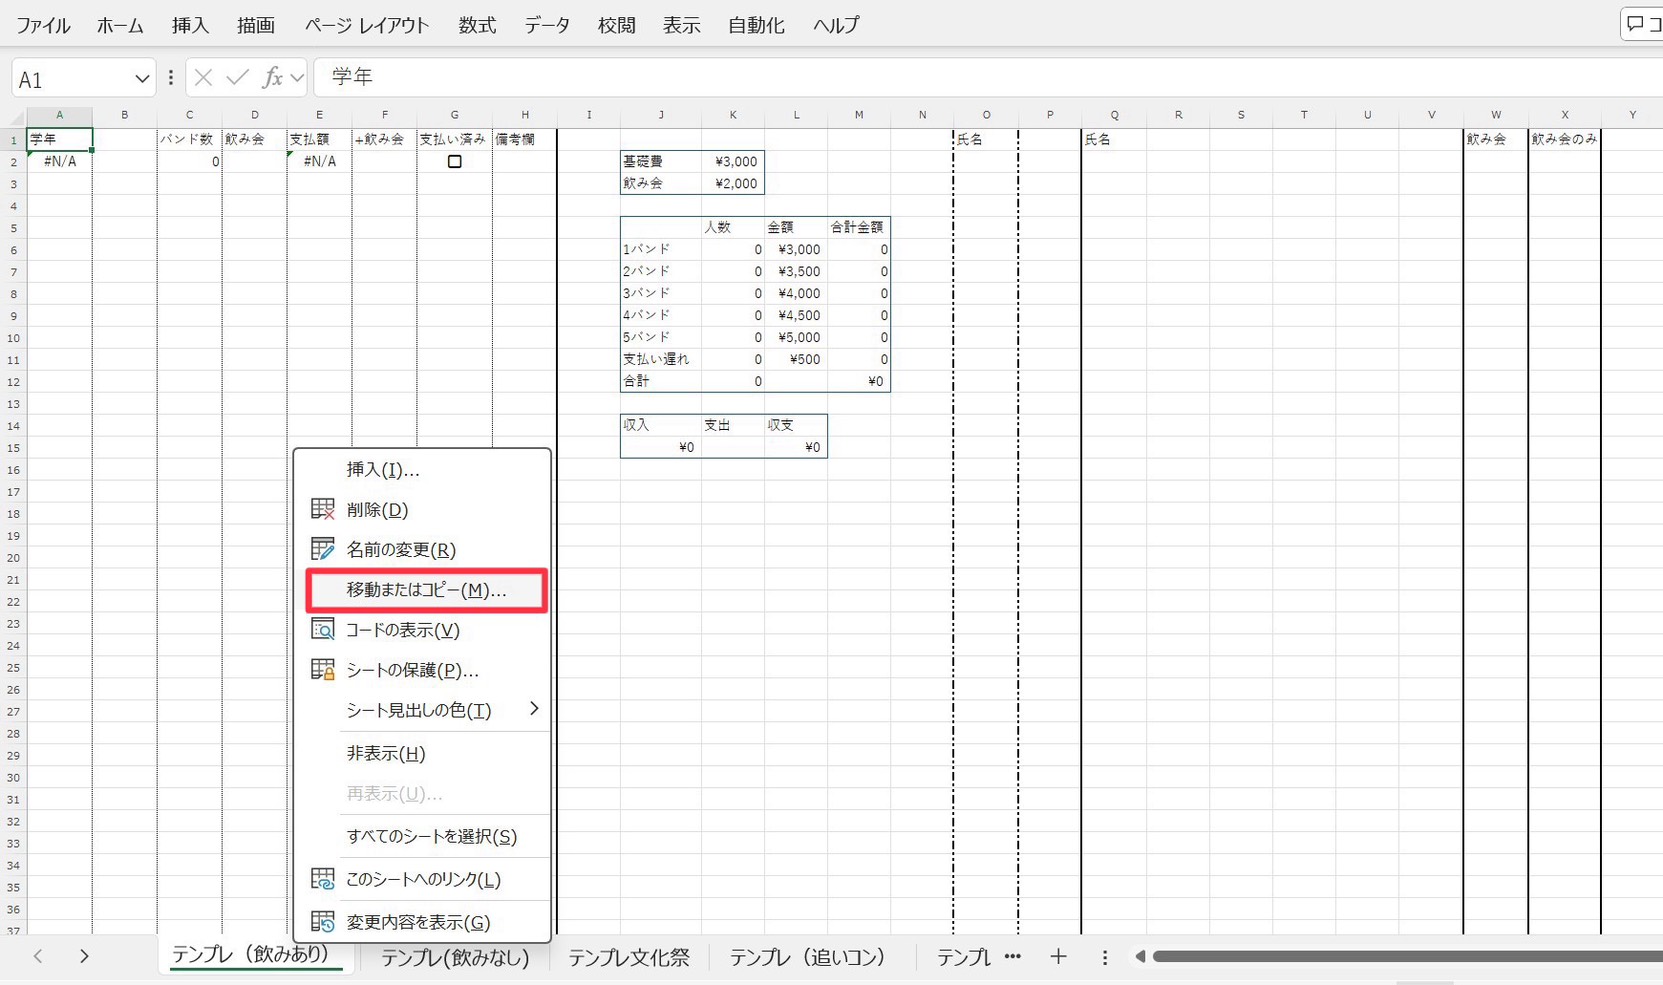 ファイル ホーム 挿入 描画 ページ レイアウト 数式 データ 校閲 表示 自動化 ヘルプ コ
A1 fx 学年
A B C D E F G H I J K L M N O P Q R S T U V W X Y
1 学年 バンド数 飲み会 支払額 +飲み会 支払い済み 備考欄 氏名 氏名 飲み会 飲み会のみ
2 #N/A 0 #N/A 基礎費 ¥3,000
3 飲み会 ¥2,000
4
5 人数 金額 合計金額
6 1バンド 0 ¥3,000 0
7 2バンド 0 ¥3,500 0
8 3バンド 0 ¥4,000 0
9 4バンド 0 ¥4,500 0
10 5バンド 0 ¥5,000 0
11 支払い遅れ 0 ¥500 0
12 合計 0 ¥0
13
14 収入 支出 収支
15 ¥0 ¥0
16
17
18
19
20
21
22
23
24
25
26
27
28
29
30
31
32
33
34
35
36
37
挿入(I)...
削除(D)
名前の変更(R)
移動またはコピー(M)...
コードの表示(V)
シートの保護(P)...
シート見出しの色(T)
非表示(H)
再表示(U)...
すべてのシートを選択(S)
このシートへのリンク(L)
変更内容を表示(G)
テンプレ（飲みあり） テンプレ(飲みなし) テンプレ文化祭 テンプレ（追いコン） テンプレ ···